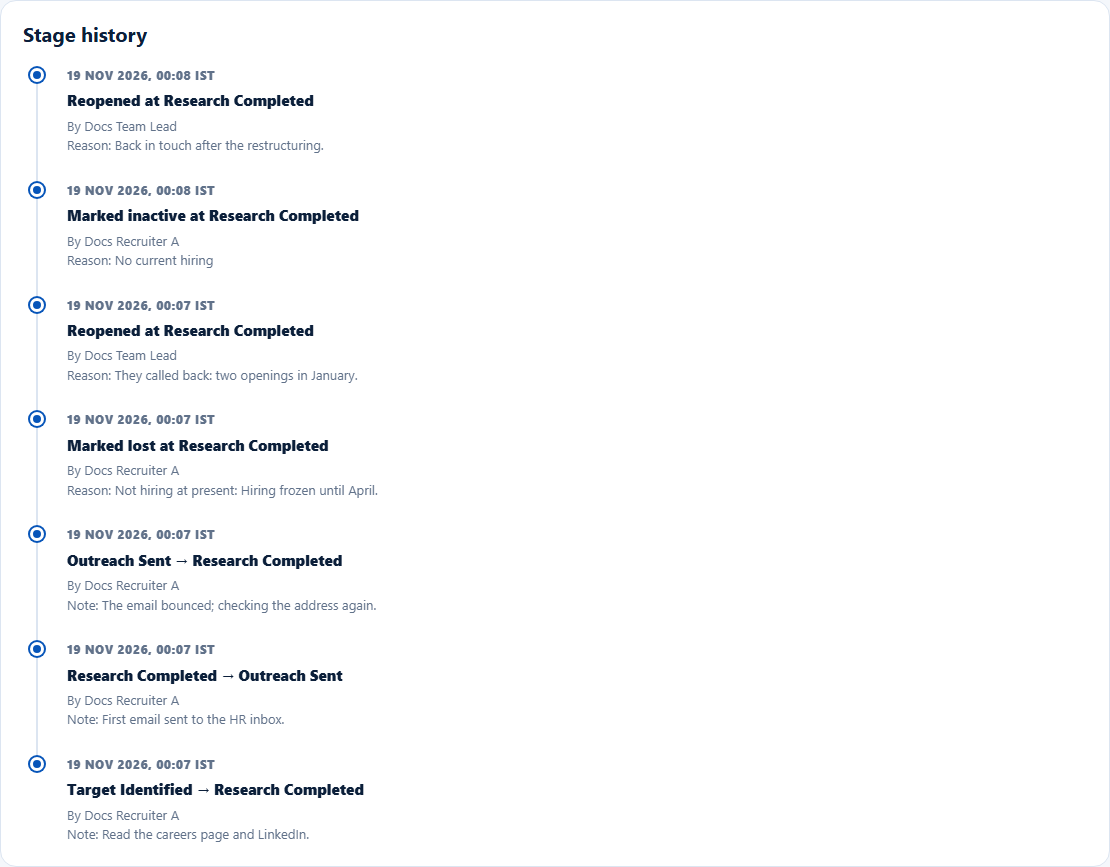 Stage history
19 NOV 2026, 00:08 IST
Reopened at Research Completed
By Docs Team Lead
Reason: Back in touch after the restructuring.
19 NOV 2026, 00:08 IST
Marked inactive at Research Completed
By Docs Recruiter A
Reason: No current hiring
19 NOV 2026, 00:07 IST
Reopened at Research Completed
By Docs Team Lead
Reason: They called back: two openings in January.
19 NOV 2026, 00:07 IST
Marked lost at Research Completed
By Docs Recruiter A
Reason: Not hiring at present: Hiring frozen until April.
19 NOV 2026, 00:07 IST
Outreach Sent → Research Completed
By Docs Recruiter A
Note: The email bounced; checking the address again.
19 NOV 2026, 00:07 IST
Research Completed → Outreach Sent
By Docs Recruiter A
Note: First email sent to the HR inbox.
19 NOV 2026, 00:07 IST
Target Identified → Research Completed
By Docs Recruiter A
Note: Read the careers page and LinkedIn.